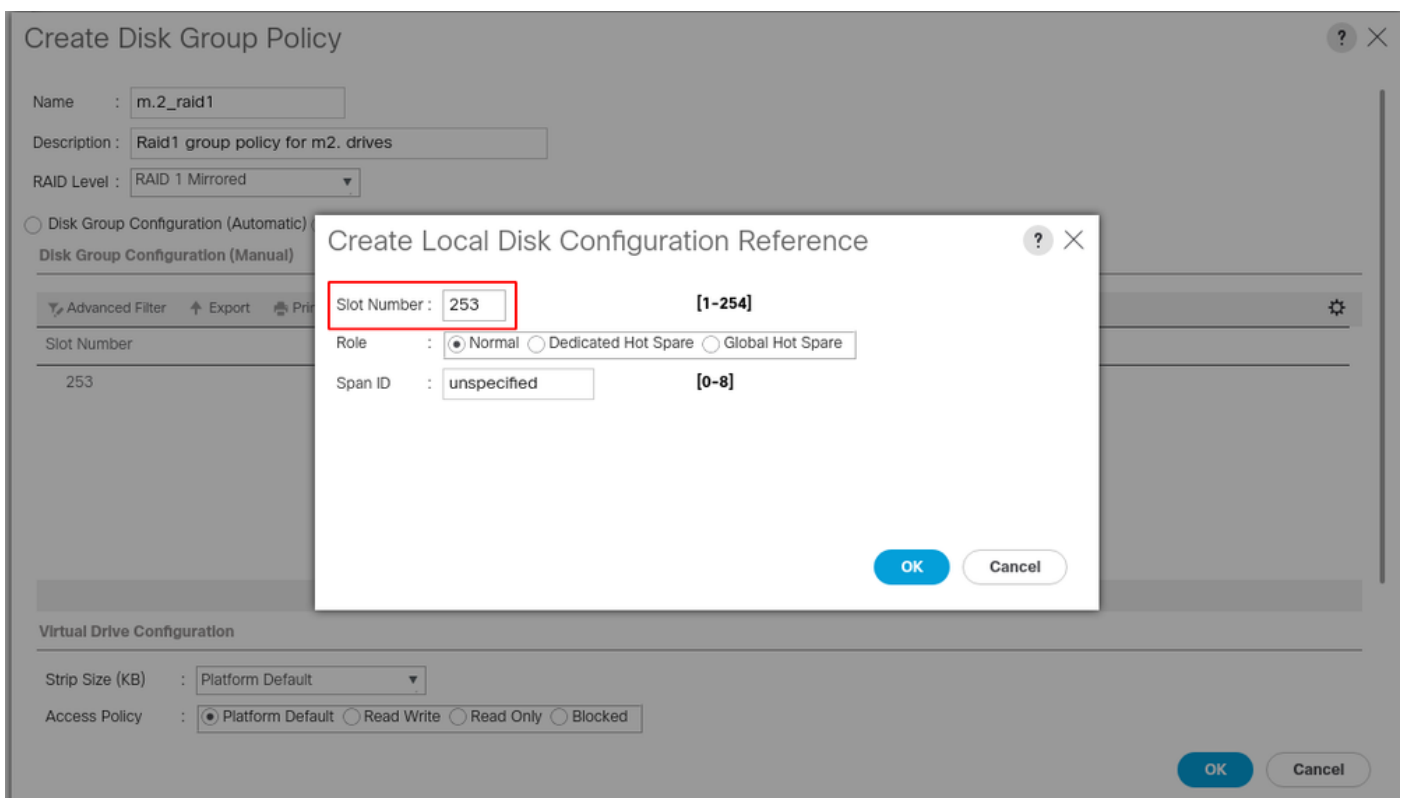 Create Disk Group Policy
?
Name : m.2_raid1
Description : Raid1 group policy for m2. drives
RAID Level : RAID 1 Mirrored
Disk Group Configuration (Automatic)
Disk Group Configuration (Manual)
Advanced Filter Export
Slot Number
253
Create Local Disk Configuration Reference
?
Slot Number : 253 [1-254]
Role : Normal Dedicated Hot Spare Global Hot Spare
Span ID : unspecified [0-8]
OK Cancel
Virtual Drive Configuration
Strip Size (KB) : Platform Default
Access Policy : Platform Default Read Write Read Only Blocked
OK Cancel